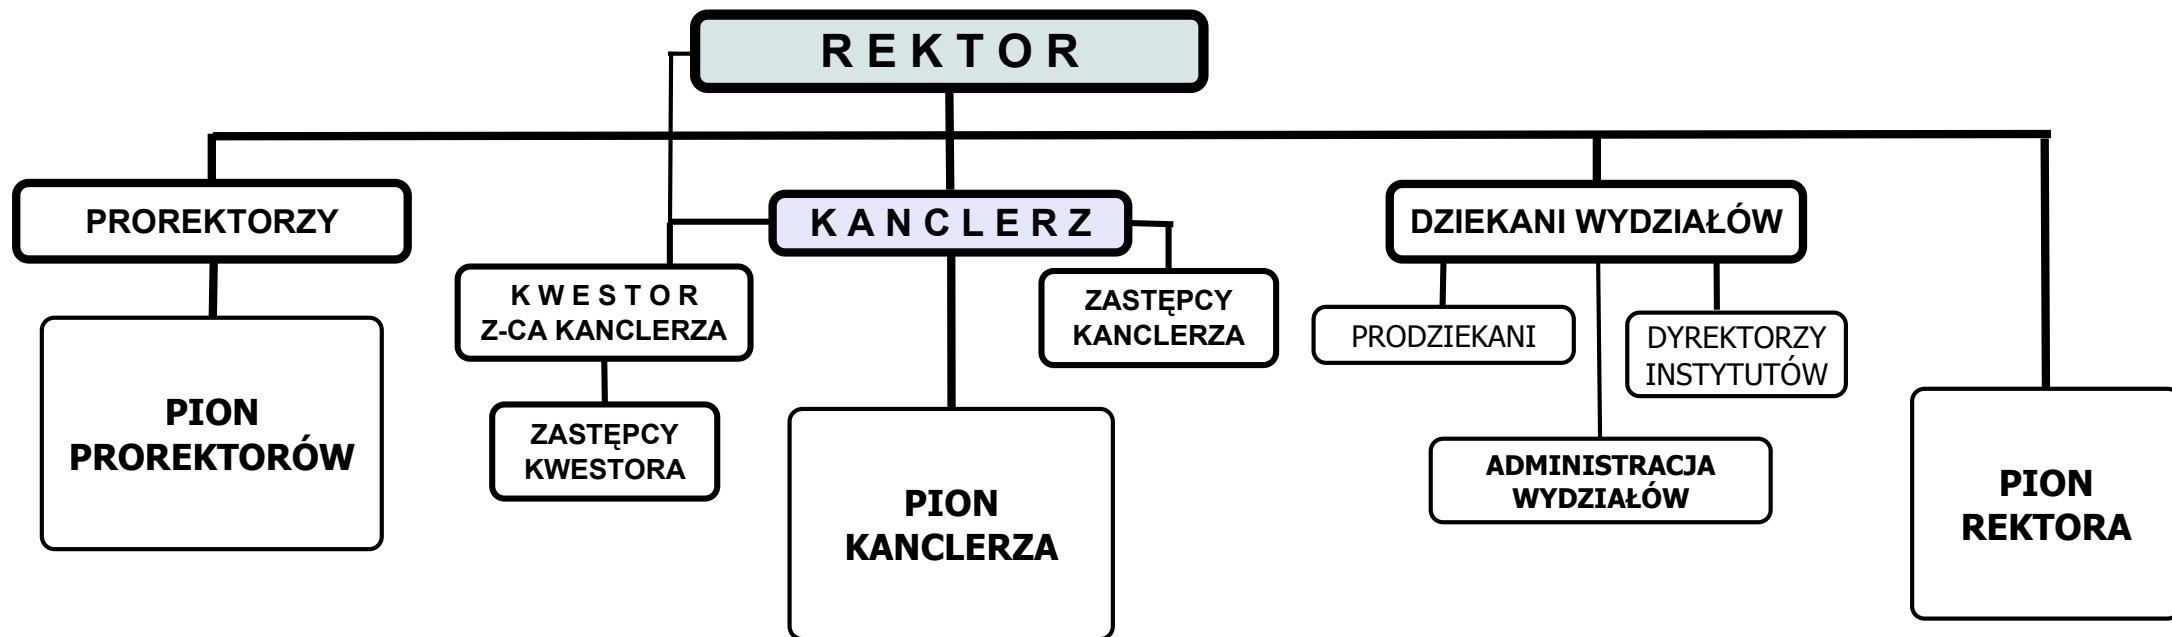 R E K T O R
PROREKTORZY
K A N C L E R Z
DZIEKANI WYDZIAŁÓW
K W E S T O R
Z-CA KANCLERZA
ZASTĘPCY
KANCLERZA
PRODZIEKANI
DYREKTORZY
INSTYTUTÓW
PION
PROREKTORÓW
ZASTĘPCY
KWESTORA
PION
KANCLERZA
ADMINISTRACJA
WYDZIAŁÓW
PION
REKTORA